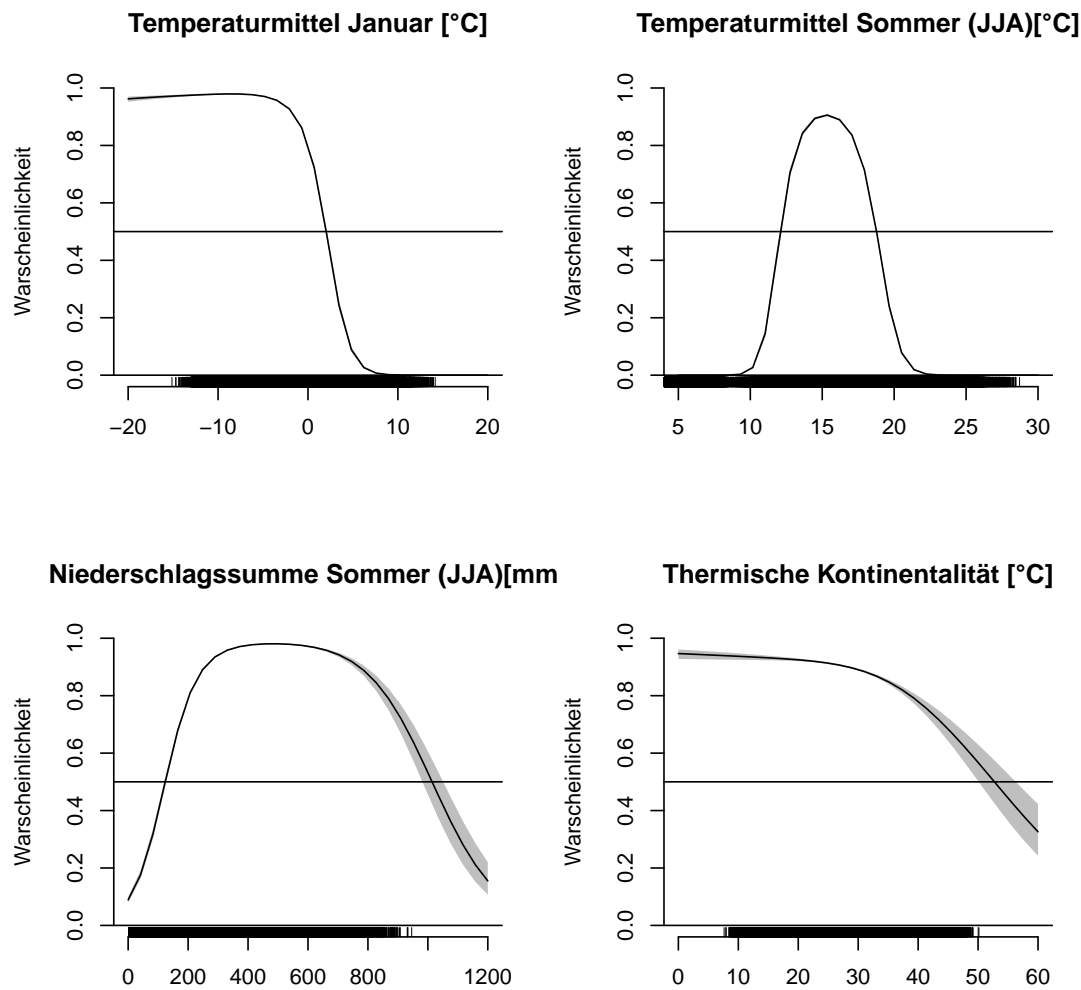 Temperaturmittel Januar [°C]
Warscheinlichkeit
0.0 0.2 0.4 0.6 0.8 1.0
−20 −10 0 10 20
Temperaturmittel Sommer (JJA)[°C]
Warscheinlichkeit
0.0 0.2 0.4 0.6 0.8 1.0
5 10 15 20 25 30
Niederschlagssumme Sommer (JJA)[mm
Warscheinlichkeit
0.0 0.2 0.4 0.6 0.8 1.0
0 200 400 600 800 1200
Thermische Kontinentalität [°C]
Warscheinlichkeit
0.0 0.2 0.4 0.6 0.8 1.0
0 10 20 30 40 50 60